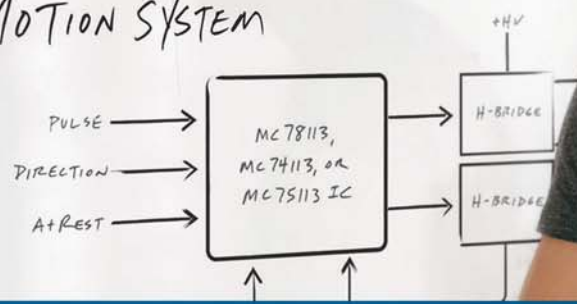 MOTION SYSTEM
+HV
PULSE
DIRECTION
AtREST
MC78113,
MC74113, OR
MC75113 IC
H-BRIDGE
H-BRIDGE